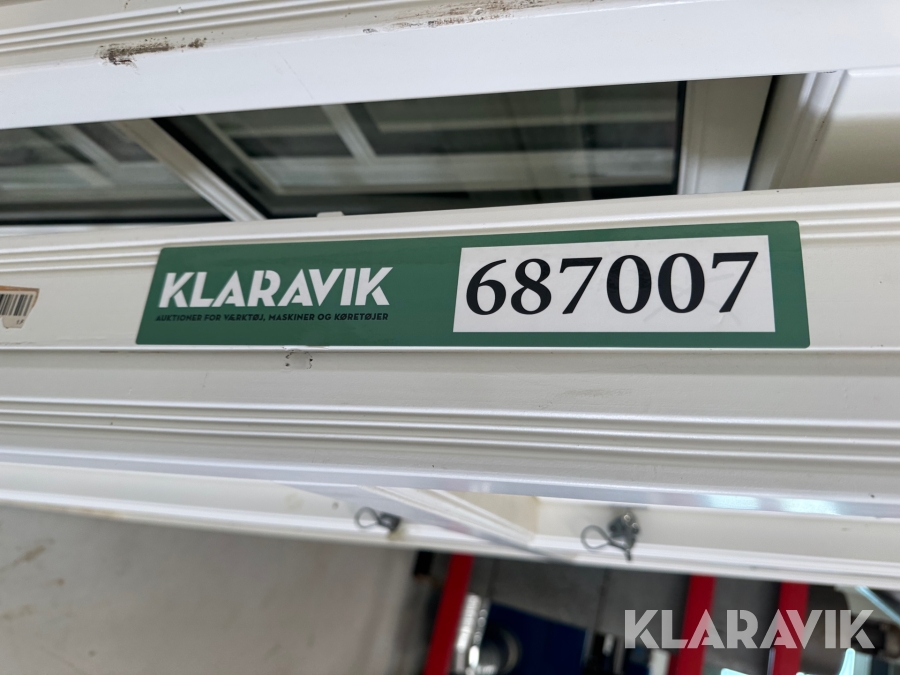 KLARAVIK
AUKTIONER FOR VÆRKTØJ, MASKINER OG KØRETØJER
687007
KLARAVIK